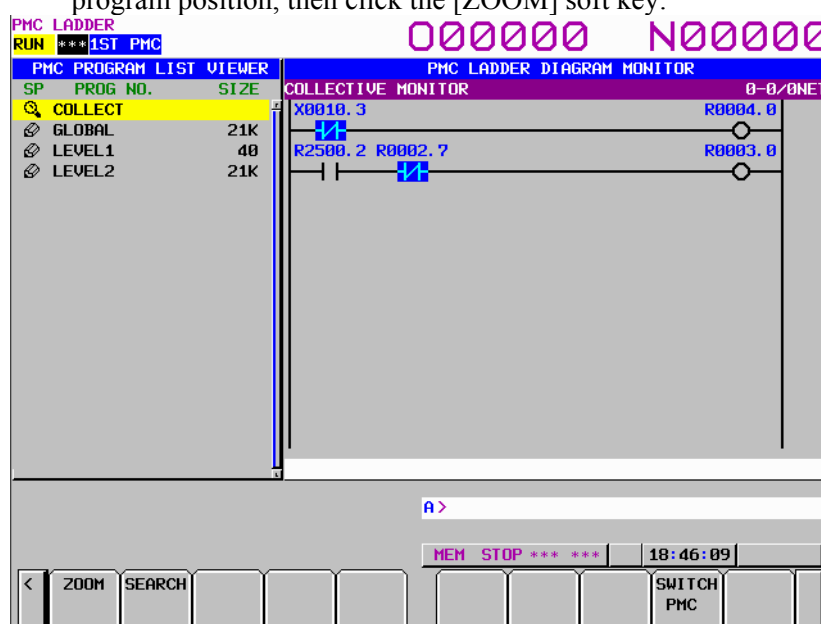 program position, then click the [ZOOM] soft key.
PMC LADDER
RUN ***1ST PMC
O00000 N00000
PMC PROGRAM LIST VIEWER
SP PROG NO. SIZE
COLLECT
GLOBAL 21K
LEVEL1 40
LEVEL2 21K
PMC LADDER DIAGRAM MONITOR
COLLECTIVE MONITOR 0-0/0NET
X0010.3 R0004.0
R2500.2 R0002.7 R0003.0
A>
MEM STOP *** *** 18:46:09
< ZOOM SEARCH SWITCH
PMC